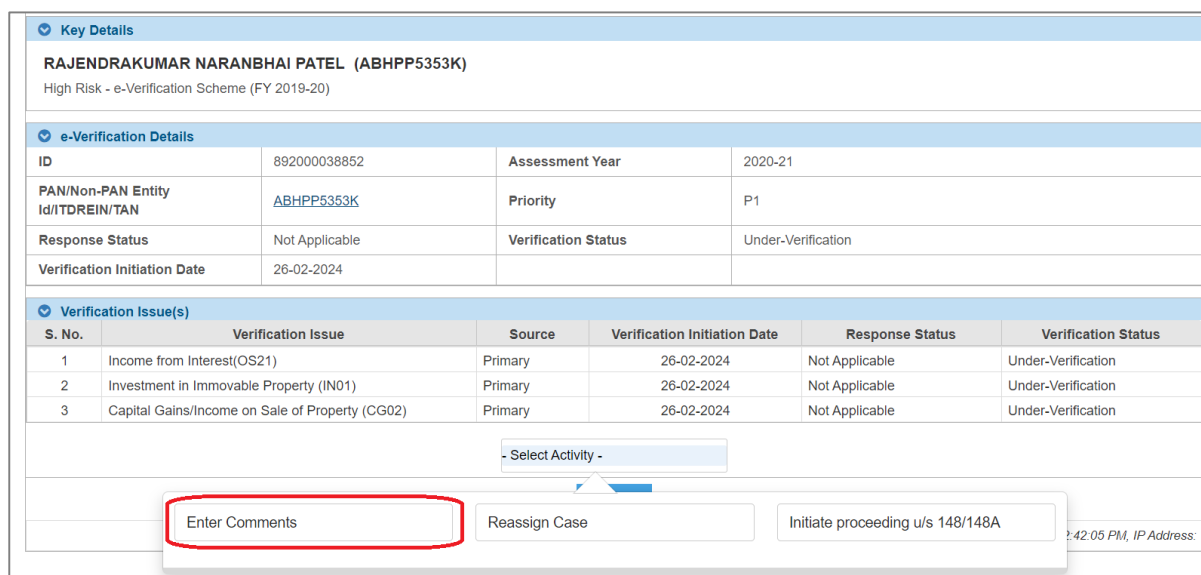 Key Details
RAJENDRAKUMAR NARANBHAI PATEL (ABHPP5353K)
High Risk - e-Verification Scheme (FY 2019-20)
e-Verification Details
ID 892000038852 Assessment Year 2020-21
PAN/Non-PAN Entity
Id/ITDREIN/TAN ABHPP5353K Priority P1
Response Status Not Applicable Verification Status Under-Verification
Verification Initiation Date 26-02-2024
Verification Issue(s)
S. No. Verification Issue Source Verification Initiation Date Response Status Verification Status
1 Income from Interest(OS21) Primary 26-02-2024 Not Applicable Under-Verification
2 Investment in Immovable Property (IN01) Primary 26-02-2024 Not Applicable Under-Verification
3 Capital Gains/Income on Sale of Property (CG02) Primary 26-02-2024 Not Applicable Under-Verification
- Select Activity -
Enter Comments Reassign Case Initiate proceeding u/s 148/148A
:42:05 PM, IP Address: